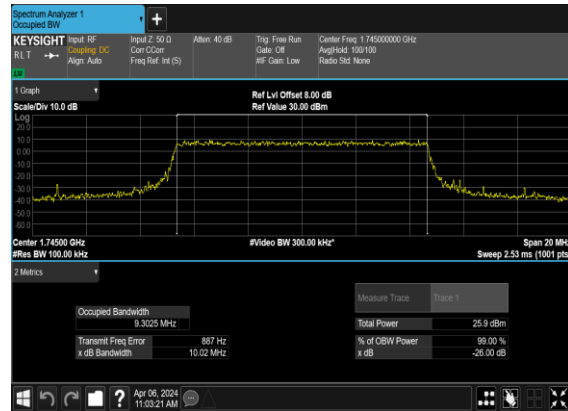 Spectrum Analyzer 1
Occupied BW
KEYSIGHT Input: RF Input Z: 50 Ω Atten: 40 dB Trig: Free Run Center Freq: 1.745000000 GHz
RLT Coupling: DC Corr CCorr Gate: Off Avg|Hold: 100/100
Align: Auto Freq Ref: Int (S) #IF Gain: Low Radio Std: None
1 Graph
Ref Lvl Offset 8.00 dB
Scale/Div 10.0 dB Ref Value 30.00 dBm
Log
20.0
10.0
0.00
-10.0
-20.0
-30.0
-40.0
-50.0
-60.0
Center 1.74500 GHz #Video BW 300.00 kHz* Span 20 MHz
#Res BW 100.00 kHz Sweep 2.53 ms (1001 pts
2 Metrics
Measure Trace Trace 1
Occupied Bandwidth
9.3025 MHz Total Power 25.9 dBm
Transmit Freq Error 887 Hz % of OBW Power 99.00 %
x dB Bandwidth 10.02 MHz x dB -26.00 dB
? Apr 06, 2024
11:03:21 AM